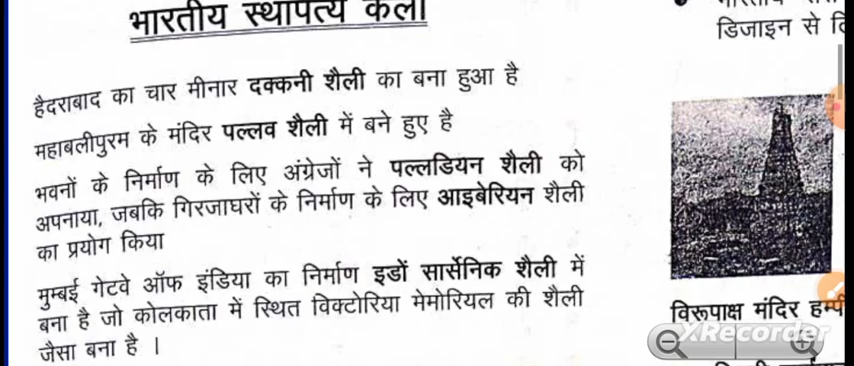 भारतीय स्थापत्य कला
हैदराबाद का चार मीनार दक्कनी शैली का बना हुआ है
महाबलीपुरम के मंदिर पल्लव शैली में बने हुए है
भवनों के निर्माण के लिए अंग्रेजों ने पल्लडियन शैली को
अपनाया, जबकि गिरजाघरों के निर्माण के लिए आइबेरियन शैली
का प्रयोग किया
मुम्बई गेटवे ऑफ इंडिया का निर्माण इडों सार्सेनिक शैली में
बना है जो कोलकाता में स्थित विक्टोरिया मेमोरियल की शैली
जैसा बना है ।
डिजाइन से
विरूपाक्ष मंदिर
XRecorder